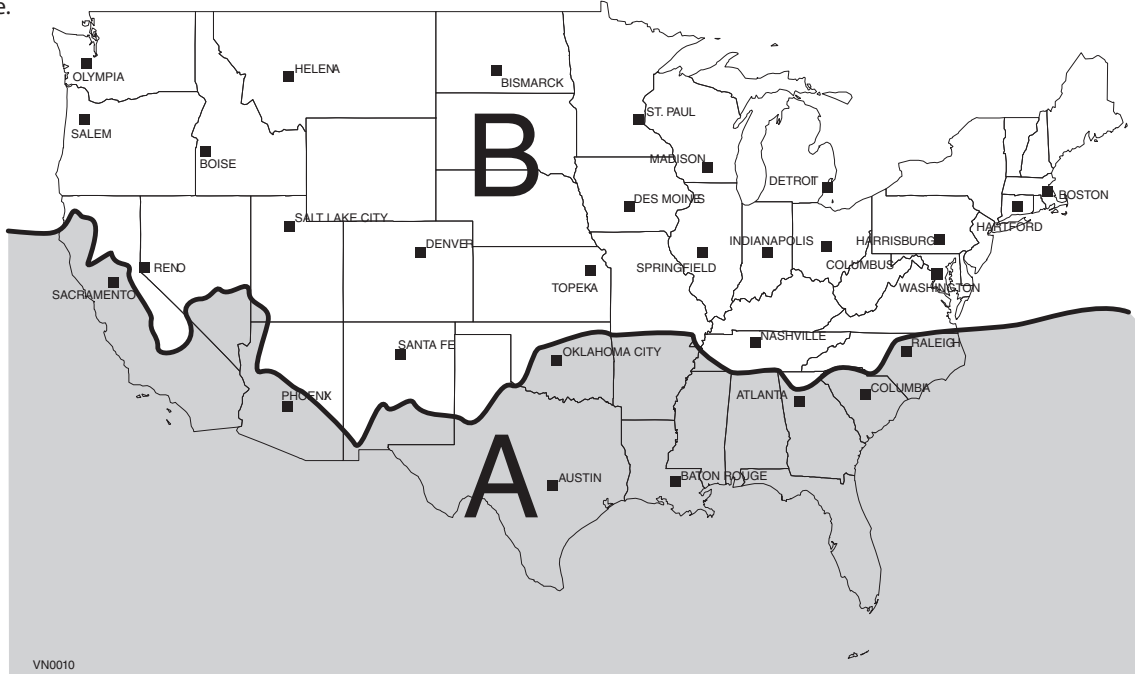 e.
OLYMPIA
HELENA
BISMARCK
SALEM
ST. PAUL
BOISE
B
MADISON
DETROIT
BOSTON
DES MOINES
SALT LAKE CITY
HARTFORD
DENVER
INDIANAPOLIS
HARRISBURG
RENO
SPRINGFIELD
COLUMBUS
TOPEKA
WASHINGTON
SACRAMENTO
NASHVILLE
SANTA FE
RALEIGH
OKLAHOMA CITY
PHOENIX
ATLANTA
COLUMBIA
A
AUSTIN
BATON ROUGE
VN0010